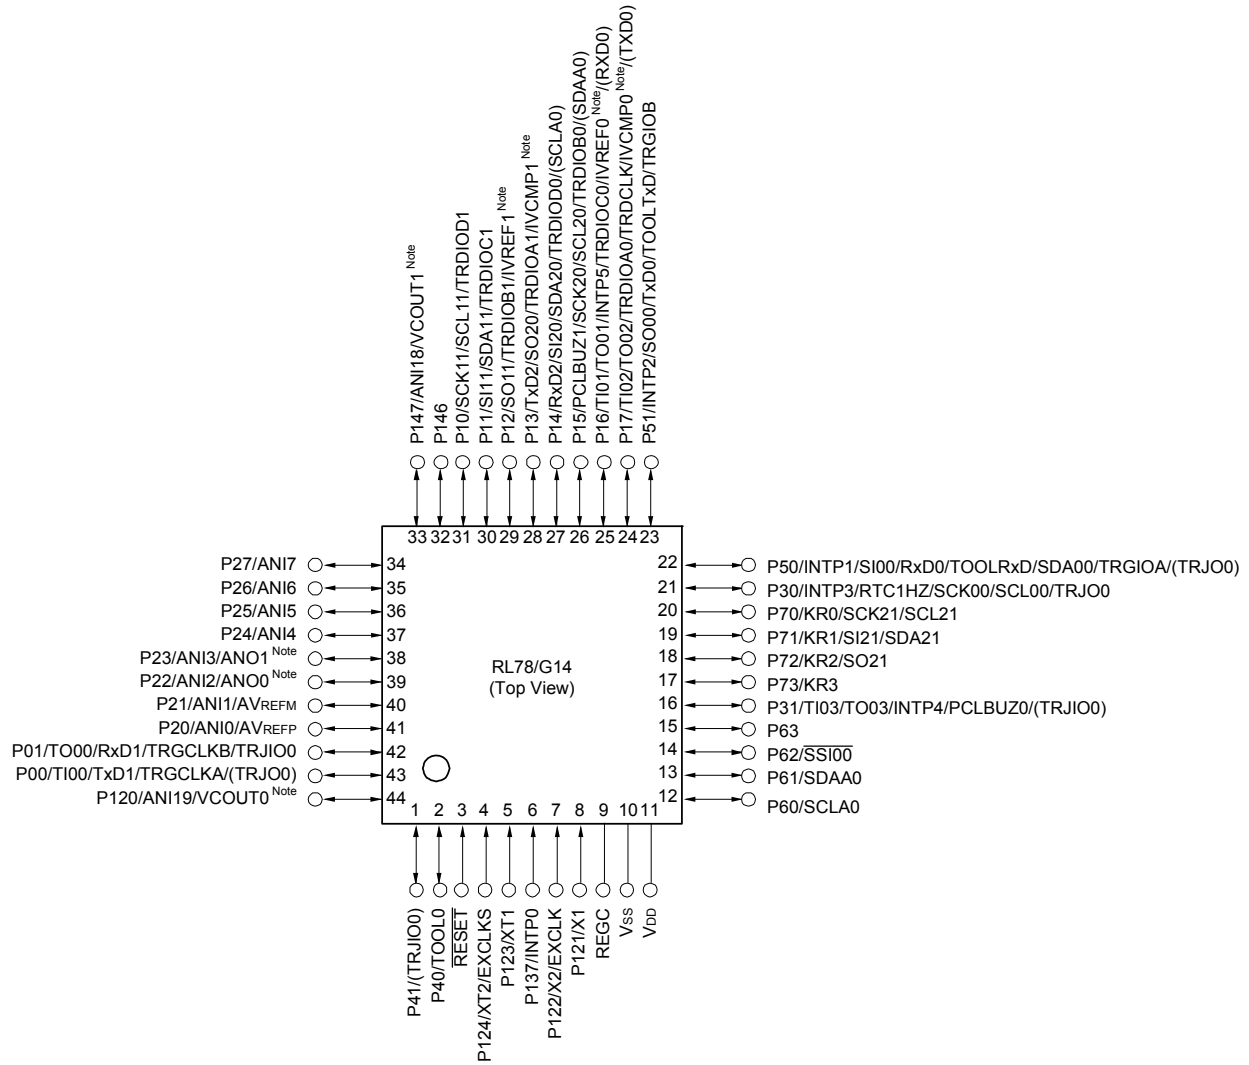 P147/ANI18/VCOUT1 Note
P146
P10/SCK11/SCL11/TRDIOD1
P11/SI11/SDA11/TRDIOC1
P12/SO11/TRDIOB1/IVREF1 Note
P13/TxD2/SO20/TRDIOA1/IVCMP1 Note
P14/RxD2/SI20/SDA20/TRDIOD0/(SCLA0)
P15/PCLBUZ1/SCK20/SCL20/TRDIOB0/(SDAA0)
P16/TI01/TO01/INTP5/TRDIOC0/IVREF0 Note/(RXD0)
P17/TI02/TO02/TRDIOA0/TRDCLK/IVCMP0 Note/(TXD0)
P51/INTP2/SO00/TxD0/TOOLTxD/TRGIOB
33 32 31 30 29 28 27 26 25 24 23
P27/ANI7 34
P26/ANI6 35
P25/ANI5 36
P24/ANI4 37
P23/ANI3/ANO1 Note 38
P22/ANI2/ANO0 Note 39
P21/ANI1/AVREFM 40
P20/ANI0/AVREFP 41
P01/TO00/RxD1/TRGCLKB/TRJIO0 42
P00/TI00/TxD1/TRGCLKA/(TRJO0) 43
P120/ANI19/VCOUT0 Note 44
RL78/G14
(Top View)
22 P50/INTP1/SI00/RxD0/TOOLRxD/SDA00/TRGIOA/(TRJO0)
21 P30/INTP3/RTC1HZ/SCK00/SCL00/TRJO0
20 P70/KR0/SCK21/SCL21
19 P71/KR1/SI21/SDA21
18 P72/KR2/SO21
17 P73/KR3
16 P31/TI03/TO03/INTP4/PCLBUZ0/(TRJIO0)
15 P63
14 P62/SSI00
13 P61/SDAA0
12 P60/SCLA0
1 2 3 4 5 6 7 8 9 10 11
P41/(TRJIO0)
P40/TOOL0
RESET
P124/XT2/EXCLKS
P123/XT1
P137/INTP0
P122/X2/EXCLK
P121/X1
REGC
VSS
VDD